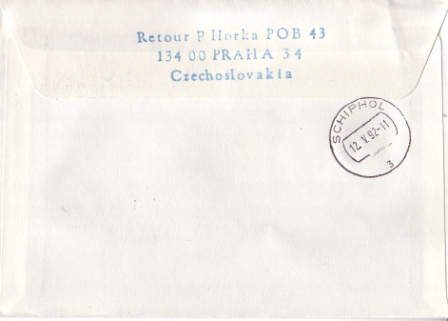 Retour P Horka POB 43
134 00 PRAHA 34
Czechoslovakia
SCHIPHOL
12.V.92-11
3